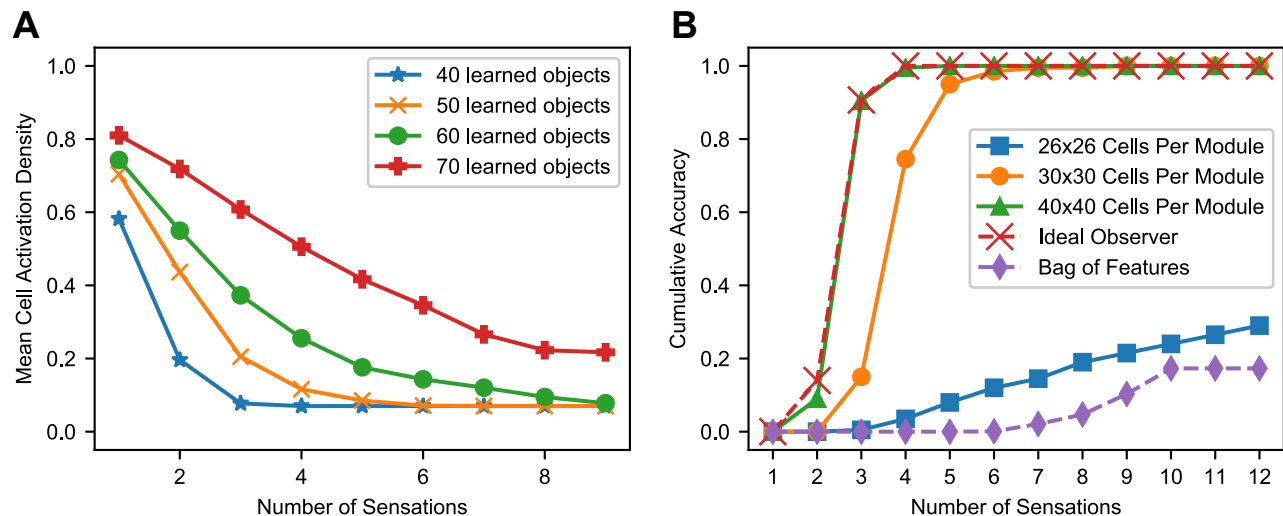 A
Mean Cell Activation Density
1.0
0.8
0.6
0.4
0.2
0.0
2
4
6
8
Number of Sensations
40 learned objects
50 learned objects
60 learned objects
70 learned objects
B
Cumulative Accuracy
1.0
0.8
0.6
0.4
0.2
0.0
1
2
3
4
5
6
7
8
9
10
11
12
Number of Sensations
26x26 Cells Per Module
30x30 Cells Per Module
40x40 Cells Per Module
Ideal Observer
Bag of Features